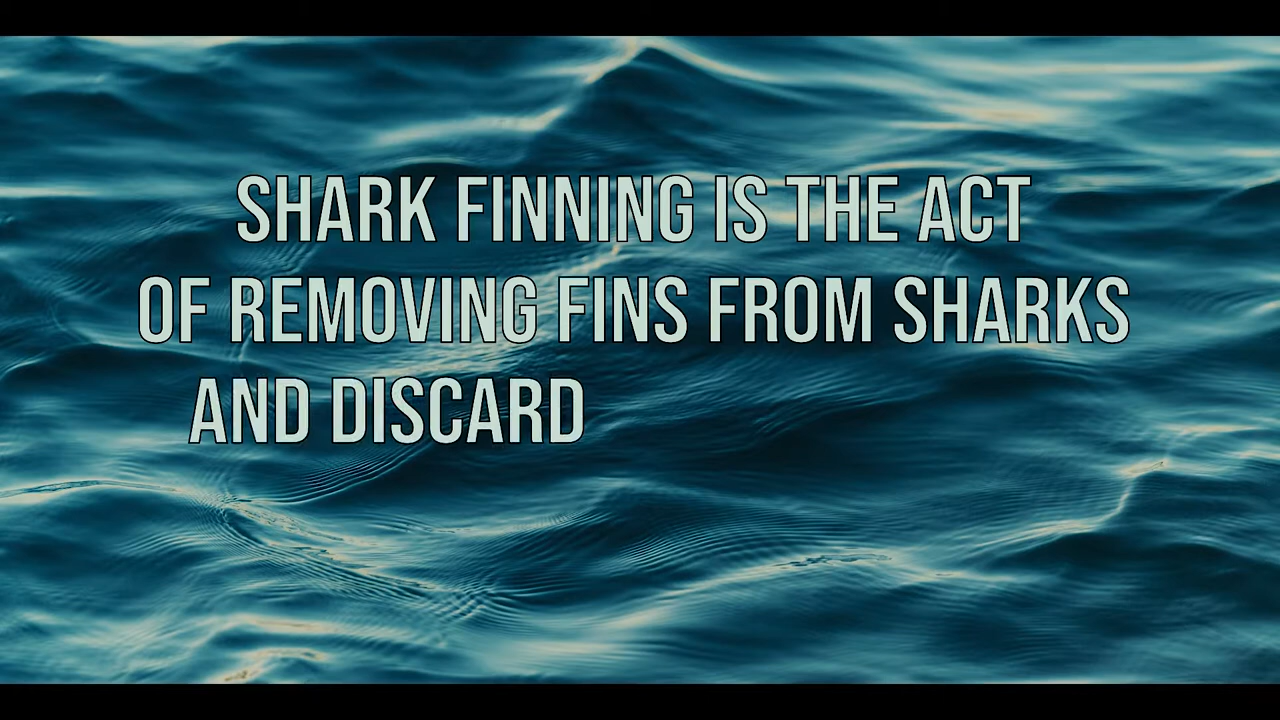 SHARK FINNING IS THE ACT
OF REMOVING FINS FROM SHARKS
AND DISCARD